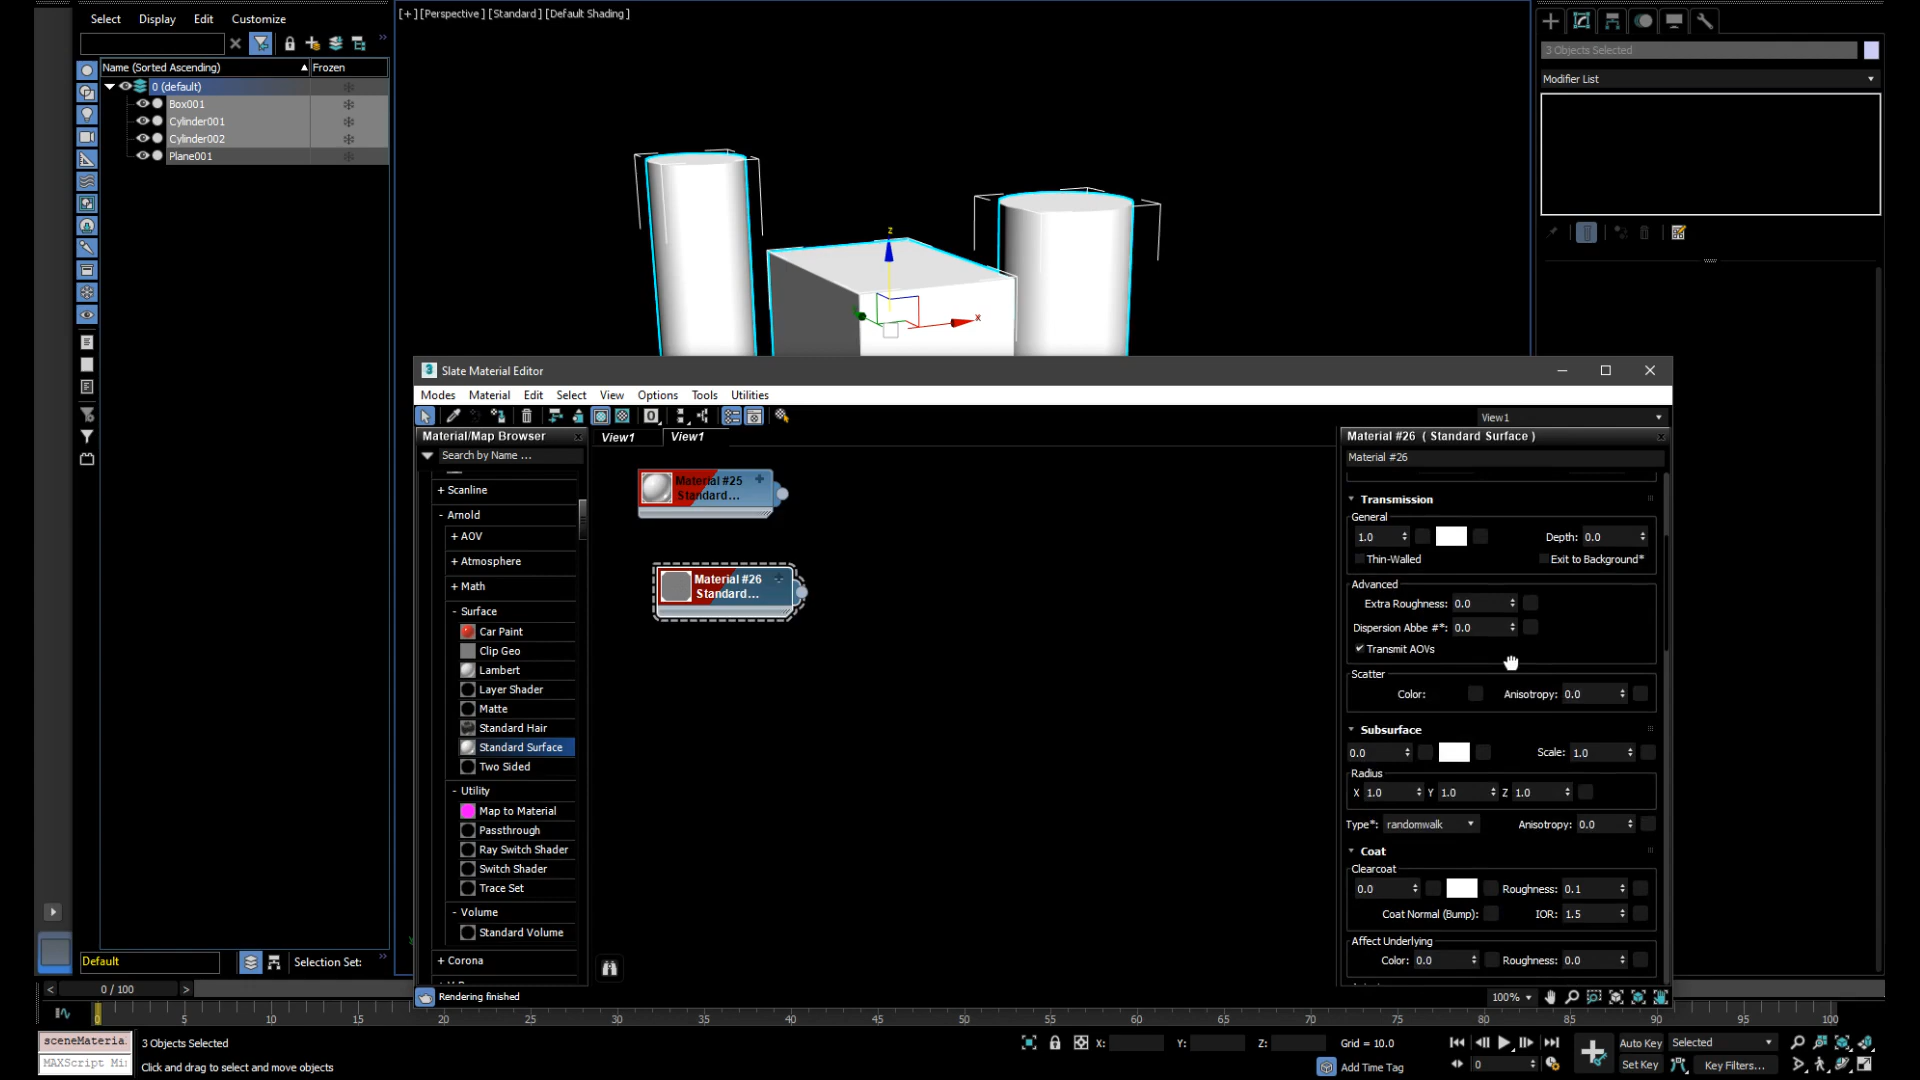 Select Display Edit Customize
[+] [Perspective] [Standard] [Default Shading]
3 Objects Selected
Name (Sorted Ascending) Frozen
Modifier List
0 (default)
Box001
Cylinder001
Cylinder002
Plane001
z
x
3 Slate Material Editor
Modes Material Edit Select View Options Tools Utilities
View1
Material/Map Browser
View1 View1
Material #26 ( Standard Surface )
Search by Name ...
Material #26
+ Scanline
Material #25
Standard...
- Arnold
+ AOV
+ Atmosphere
+ Math
- Surface
Material #26
Standard...
Car Paint
Clip Geo
Lambert
Layer Shader
Matte
Standard Hair
Standard Surface
Two Sided
- Utility
Map to Material
Passthrough
Ray Switch Shader
Switch Shader
Trace Set
- Volume
Standard Volume
+ Corona
Transmission
General
1.0 Depth: 0.0
Thin-Walled Exit to Background*
Advanced
Extra Roughness: 0.0
Dispersion Abbe #*: 0.0
Transmit AOVs
Scatter
Color: Anisotropy: 0.0
Subsurface
0.0 Scale: 1.0
Radius
X 1.0 Y 1.0 Z 1.0
Type*: randomwalk Anisotropy: 0.0
Coat
Clearcoat
0.0 Roughness: 0.1
Coat Normal (Bump): IOR: 1.5
Affect Underlying
Color: 0.0 Roughness: 0.0
Default Selection Set:
< 0 / 100 >
Rendering finished
100%
0 5 10 15 20 25 30 35 40 45 50 55 60 65 70 75 80 85 90 95 100
sceneMateria
MAXScript Mi
3 Objects Selected
Click and drag to select and move objects
X: Y: Z: Grid = 10.0
Add Time Tag
0
Auto Key Selected
Set Key Key Filters...